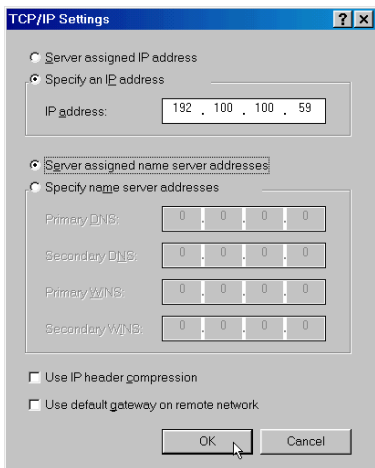 TCP/IP Settings ? x
Server assigned IP address
Specify an IP address
IP address: 192 . 100 . 100 . 59
Server assigned name server addresses
Specify name server addresses
Primary DNS: 0 . 0 . 0 . 0
Secondary DNS: 0 . 0 . 0 . 0
Primary WINS: 0 . 0 . 0 . 0
Secondary WINS: 0 . 0 . 0 . 0
Use IP header compression
Use default gateway on remote network
OK Cancel